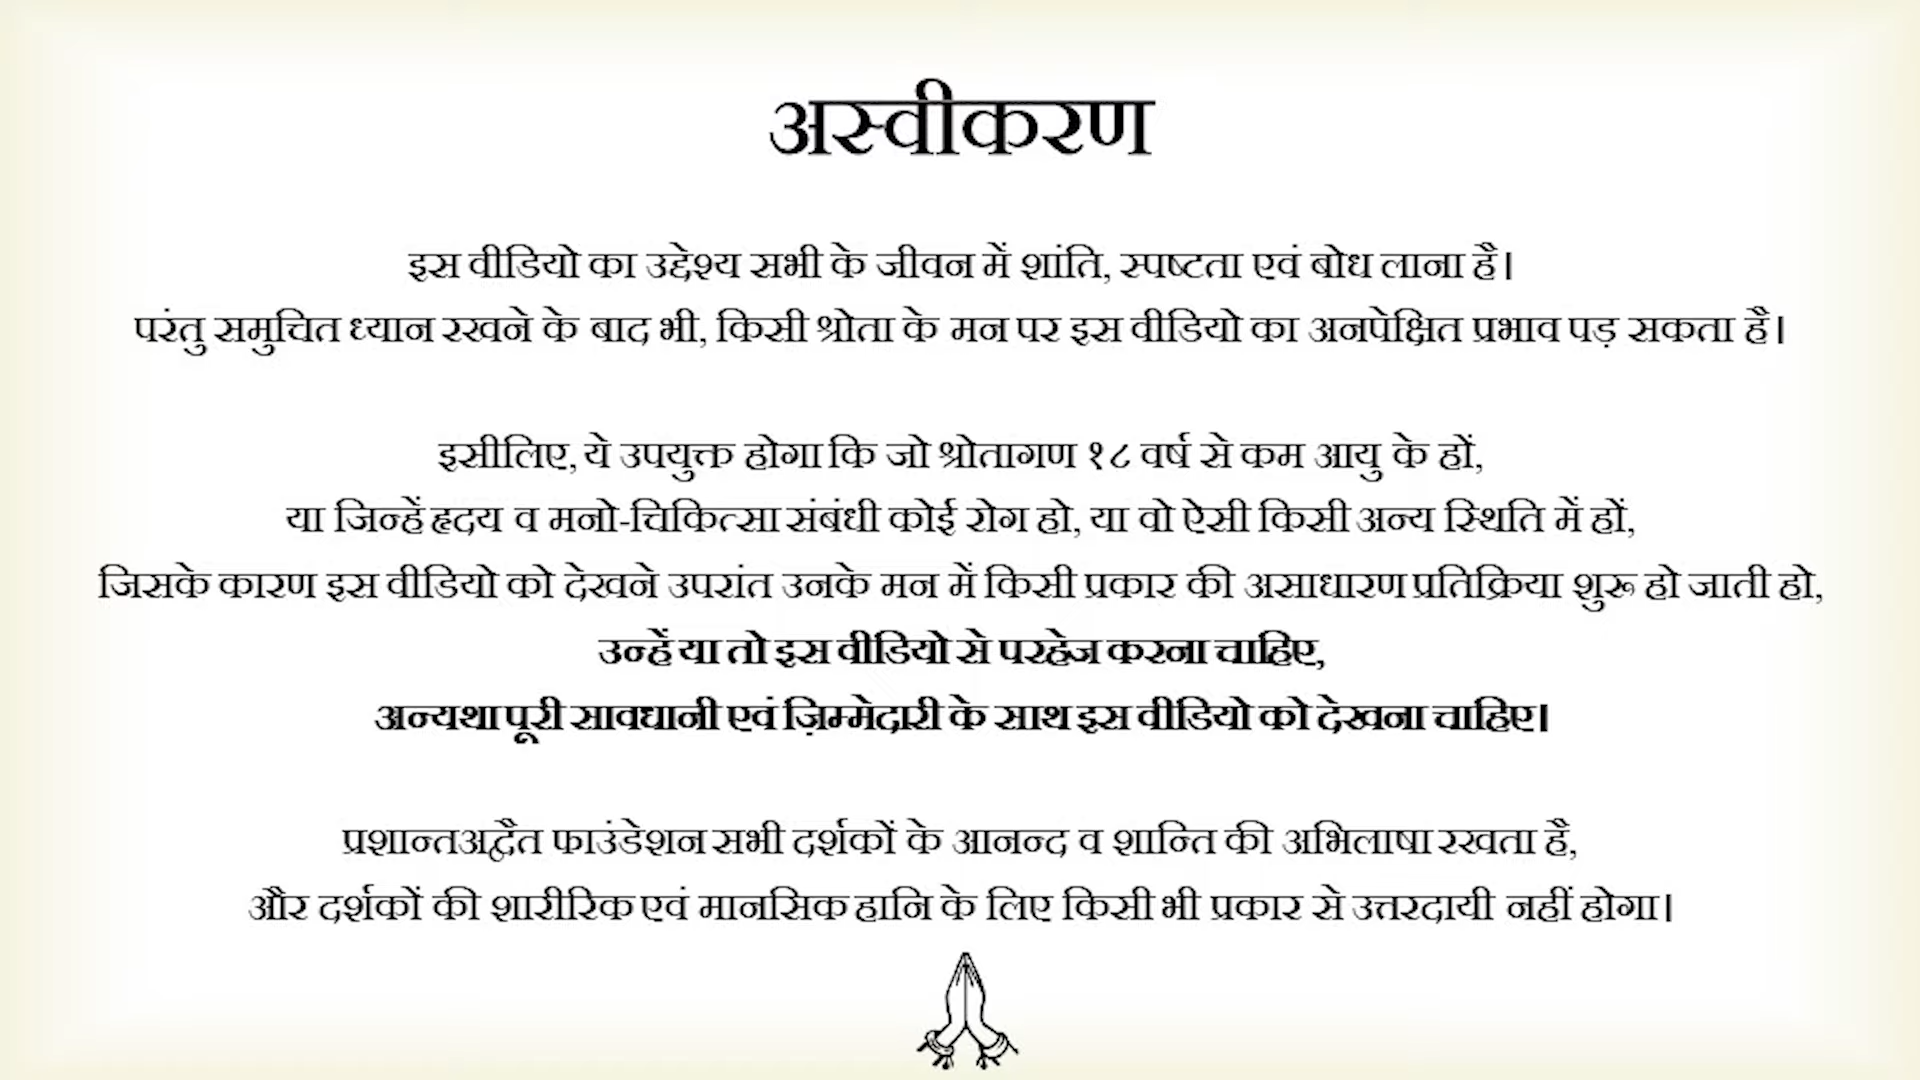 अस्वीकरण
इस वीडियो का उद्देश्य सभी के जीवन में शांति, स्पष्टता एवं बोध लाना है।
परंतु समुचित ध्यान रखने के बाद भी, किसी श्रोता के मन पर इस वीडियो का अनपेक्षित प्रभाव पड़ सकता है।
इसीलिए, ये उपयुक्त होगा कि जो श्रोतागण १८ वर्ष से कम आयु के हों,
या जिन्हें हृदय व मनो-चिकित्सा संबंधी कोई रोग हो, या वो ऐसी किसी अन्य स्थिति में हों,
जिसके कारण इस वीडियो को देखने उपरांत उनके मन में किसी प्रकार की असाधारण प्रतिक्रिया शुरू हो जाती हो,
उन्हें या तो इस वीडियो से परहेज करना चाहिए,
अन्यथा पूरी सावधानी एवं ज़िम्मेदारी के साथ इस वीडियो को देखना चाहिए।
प्रशान्तअद्वैत फाउंडेशन सभी दर्शकों के आनन्द व शान्ति की अभिलाषा रखता है,
और दर्शकों की शारीरिक एवं मानसिक हानि के लिए किसी भी प्रकार से उत्तरदायी नहीं होगा।